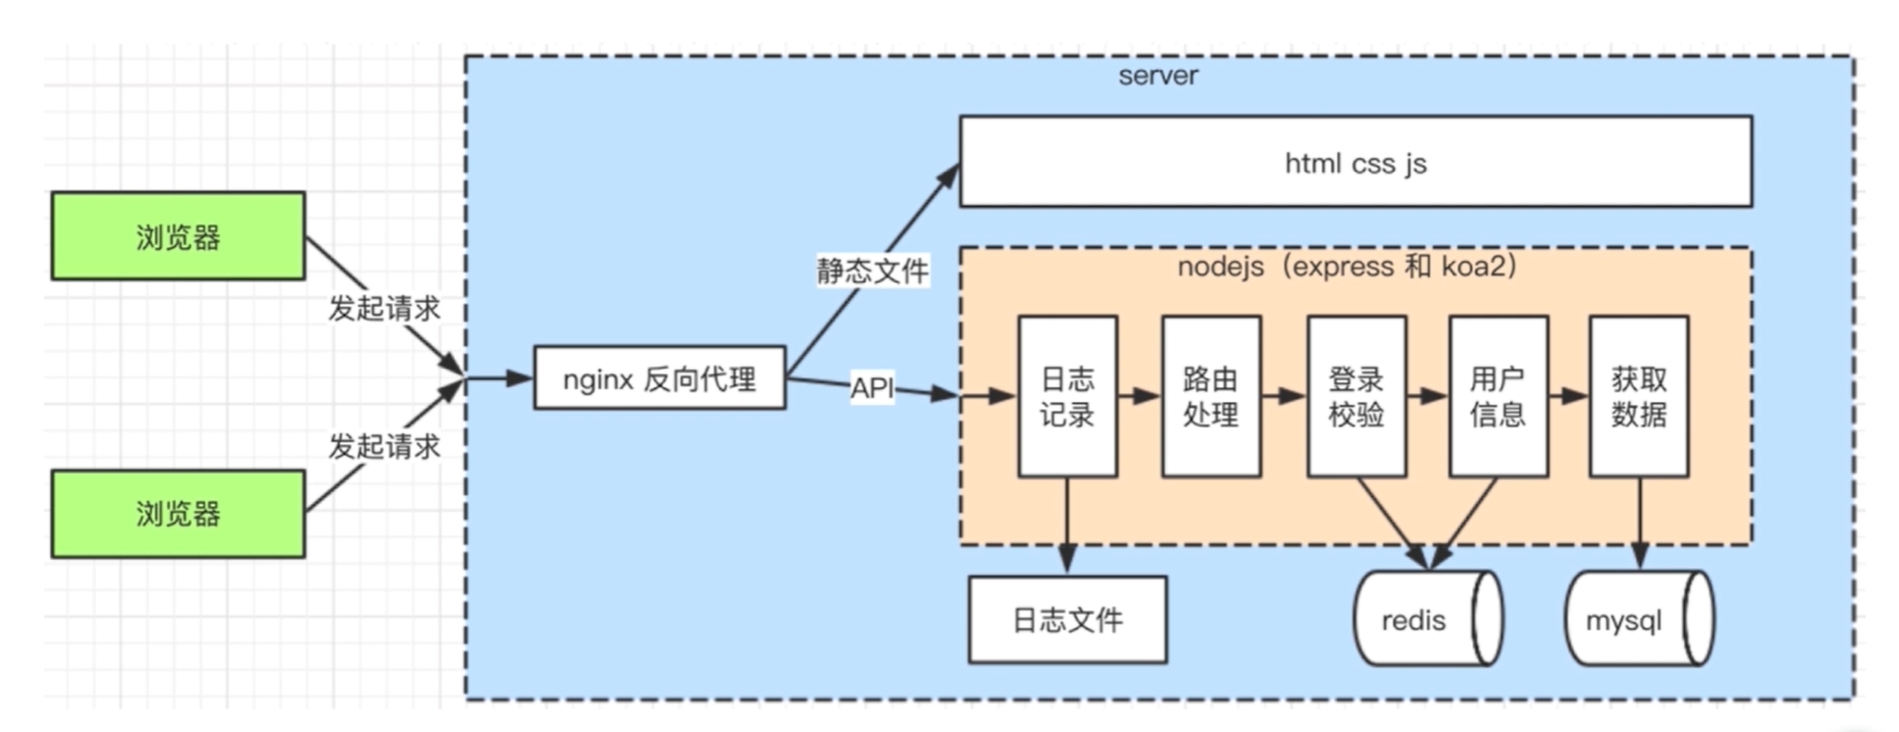 server
html css js
浏览器
发起请求
静态文件
nodejs（express 和 koa2）
nginx 反向代理
API
日志
记录
路由
处理
登录
校验
用户
信息
获取
数据
发起请求
浏览器
日志文件
redis
mysql